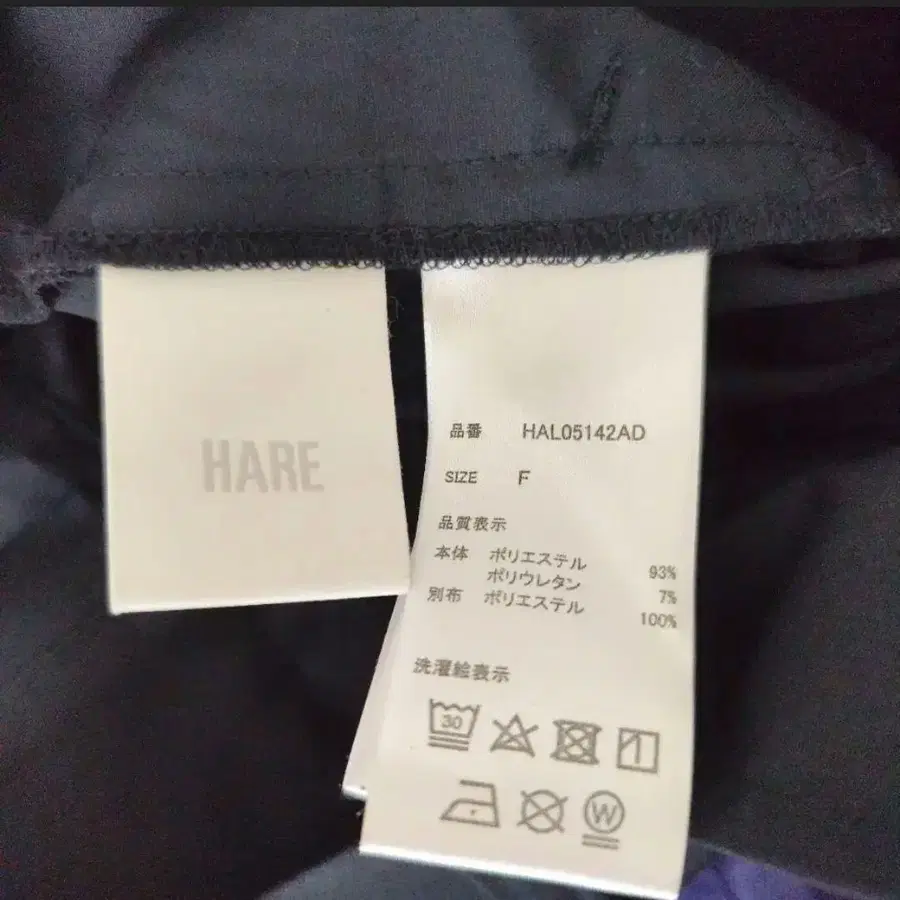 HARE
品番 HAL05142AD
SIZE F
品質表示
本体 ポリエステル 93%
ポリウレタン 7%
別布 ポリエステル 100%
洗濯絵表示
30
W